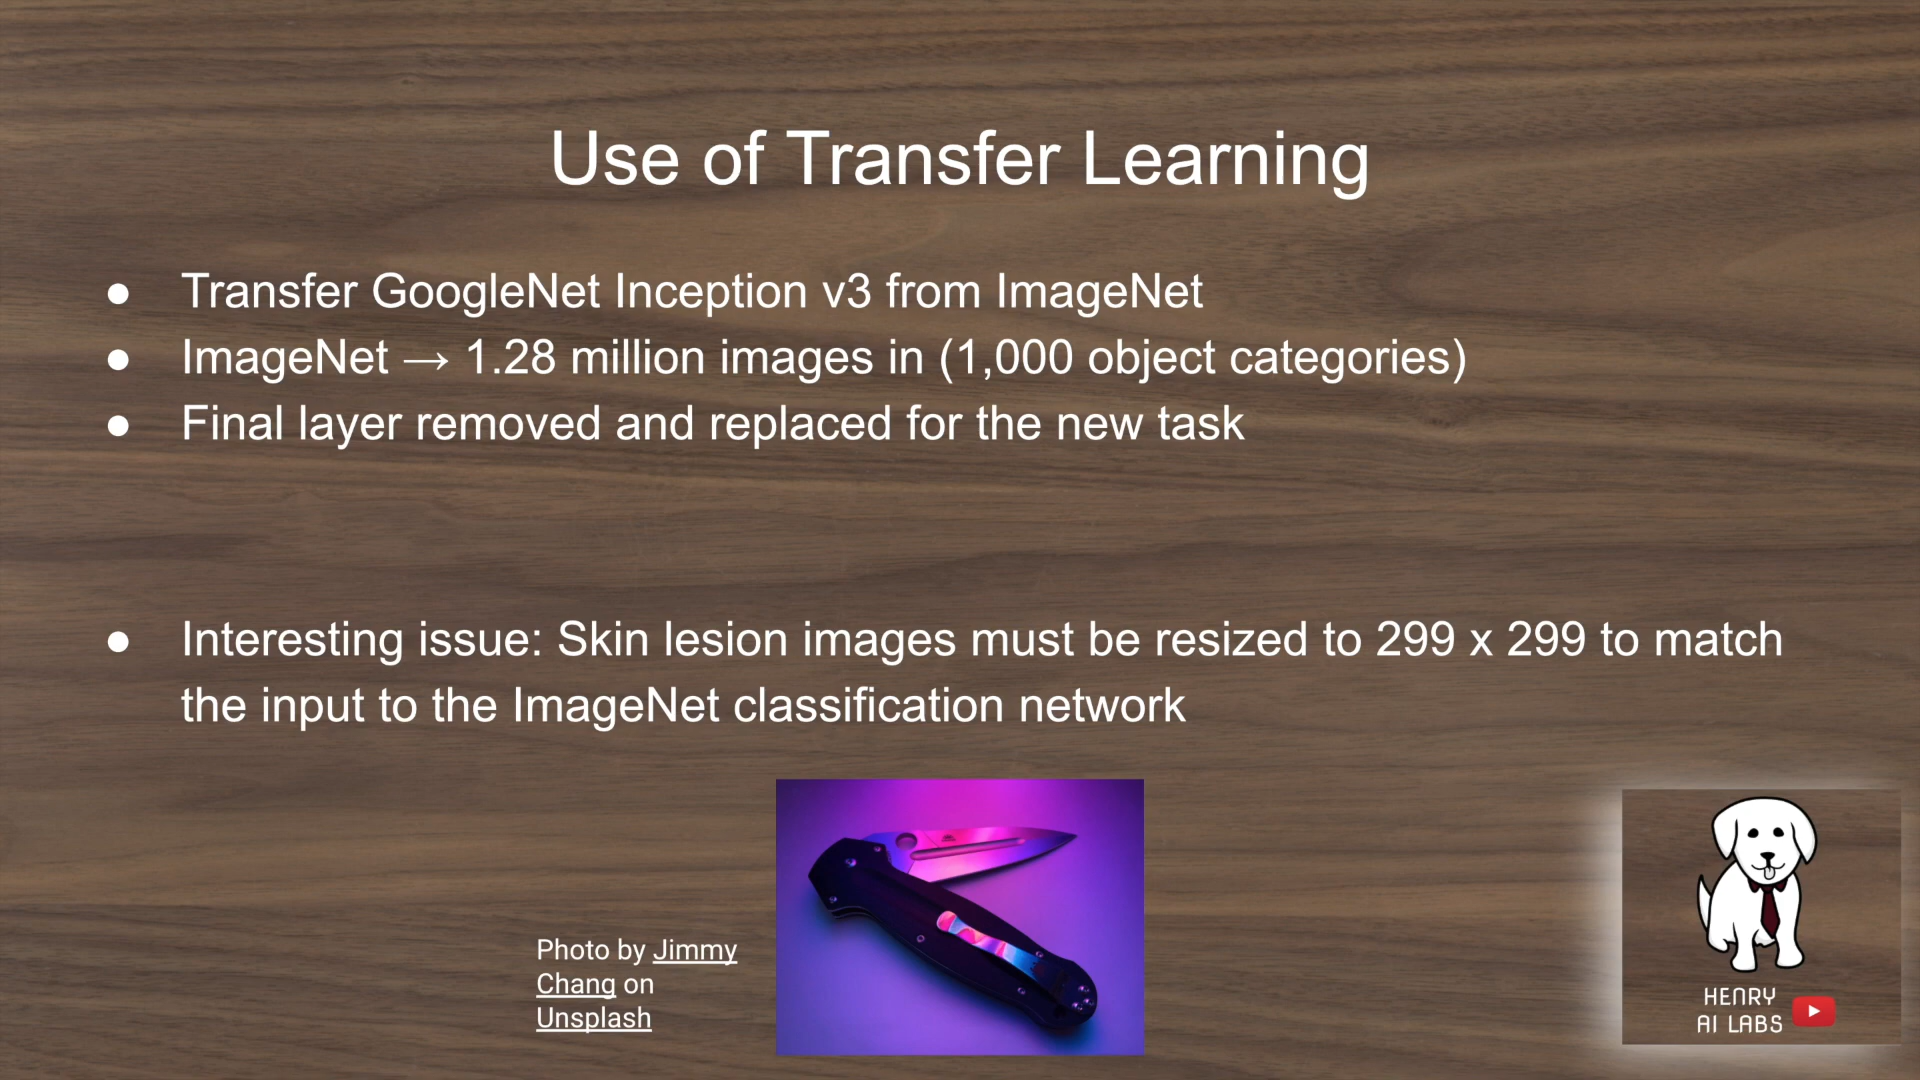 Use of Transfer Learning
● Transfer GoogleNet Inception v3 from ImageNet
● ImageNet → 1.28 million images in (1,000 object categories)
● Final layer removed and replaced for the new task
● Interesting issue: Skin lesion images must be resized to 299 x 299 to match
the input to the ImageNet classification network
Photo by Jimmy
Chang on
Unsplash
HENRY
AI LABS